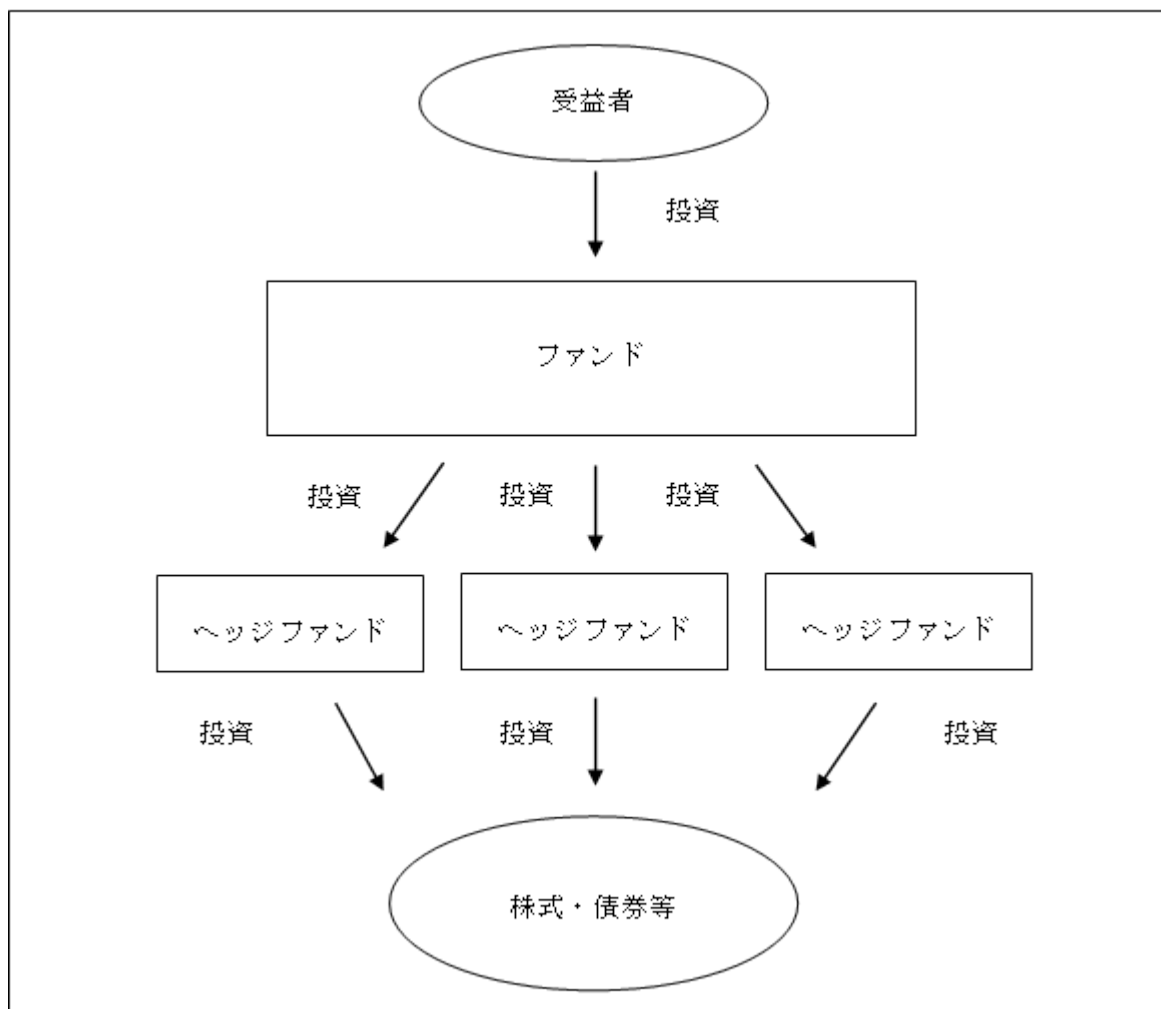 受益者
投資
ファンド
投資 投資 投資
ヘッジファンド ヘッジファンド ヘッジファンド
投資 投資 投資
株式・債券等